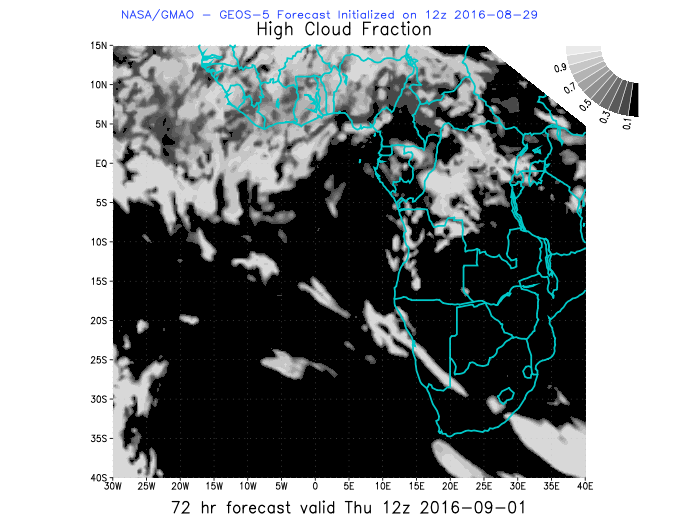 NASA/GMAO - GEOS-5 Forecast Initialized on 12z 2016-08-29
High Cloud Fraction
15N
10N
5N
EQ
5S
10S
15S
20S
25S
30S
35S
40S
30W 25W 20W 15W 10W 5W 0 5E 10E 15E 20E 25E 30E 35E 40E
0.9
0.7
0.5
0.3
0.1
72 hr forecast valid Thu 12z 2016-09-01